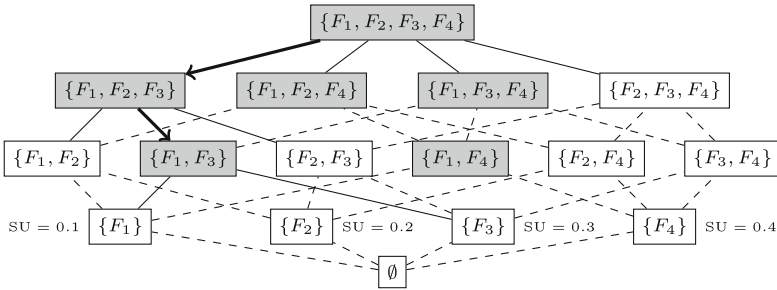 {F₁, F₂, F₃, F₄}
{F₁, F₂, F₃} {F₁, F₂, F₄} {F₁, F₃, F₄} {F₂, F₃, F₄}
{F₁, F₂} {F₁, F₃} {F₂, F₃} {F₁, F₄} {F₂, F₄} {F₃, F₄}
SU = 0.1 {F₁} {F₂} SU = 0.2 {F₃} SU = 0.3 {F₄} SU = 0.4
∅